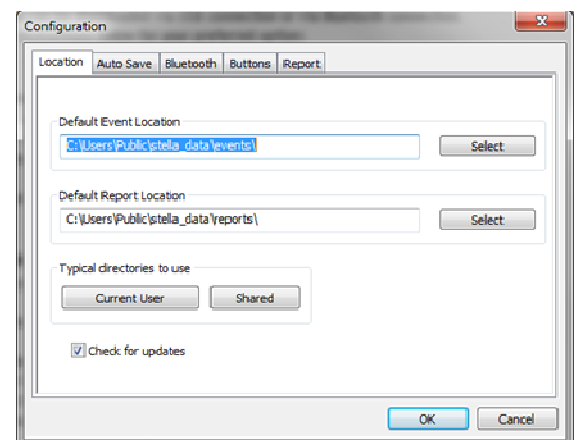 Configuration
Location Auto Save Bluetooth Buttons Report
Default Event Location
C:\Users\Public\stella_data\events\ Select
Default Report Location
C:\Users\Public\stella_data\reports\ Select
Typical directories to use
Current User Shared
Check for updates
OK Cancel